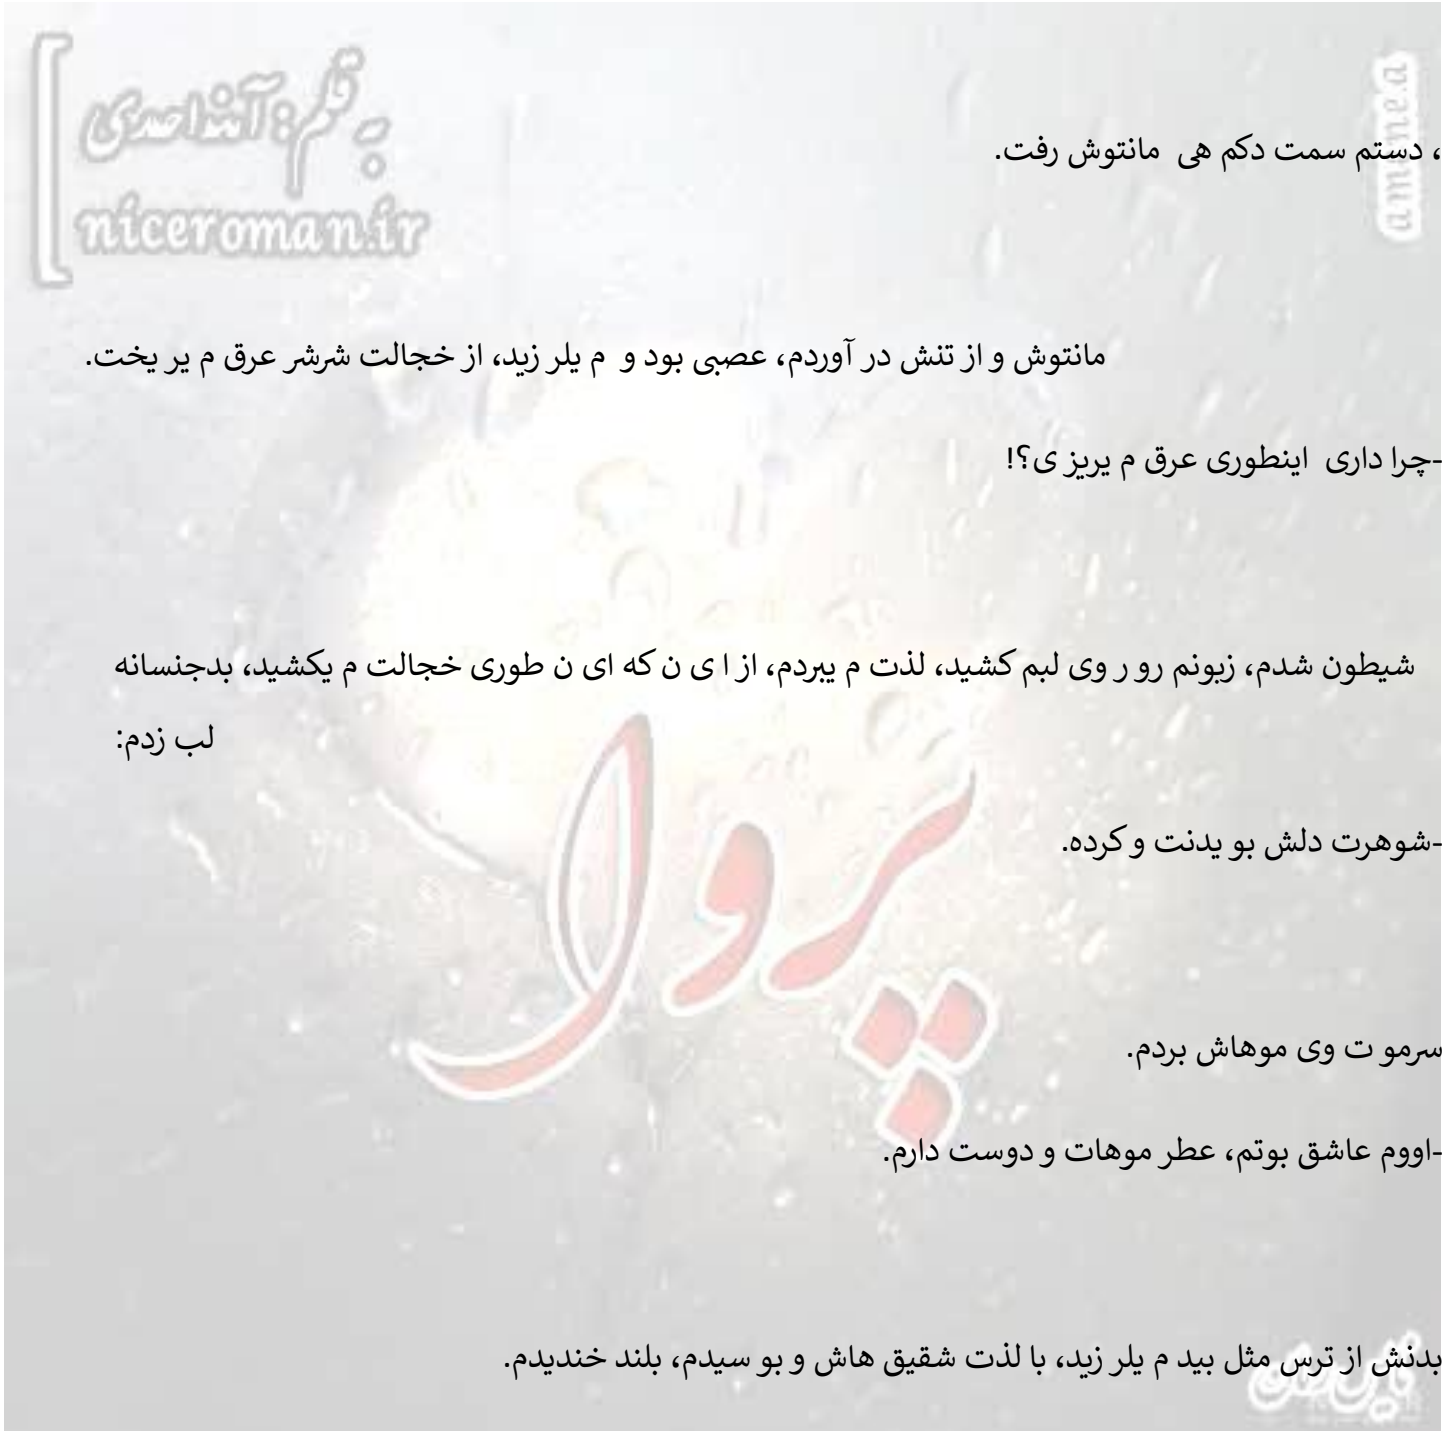 به قلم: آمنه احمدی
niceroman.ir
amenea
، دستم سمت دکم هی مانتوش رفت.
مانتوش و از تنش در آوردم، عصبی بود و م یلر زید، از خجالت شرشر عرق م یر یخت.
-چرا داری اینطوری عرق م یریز ی؟!
شیطون شدم، زبونم رو ر وی لبم کشید، لذت م یبردم، از ا ی ن که ای ن طوری خجالت م یکشید، بدجنسانه
لب زدم:
-شوهرت دلش بو یدنت و کرده.
پروا
سرمو ت وی موهاش بردم.
-اووم عاشق بوتم، عطر موهات و دوست دارم.
بدنش از ترس مثل بید م یلر زید، با لذت شقیق هاش و بو سیدم، بلند خندیدم.